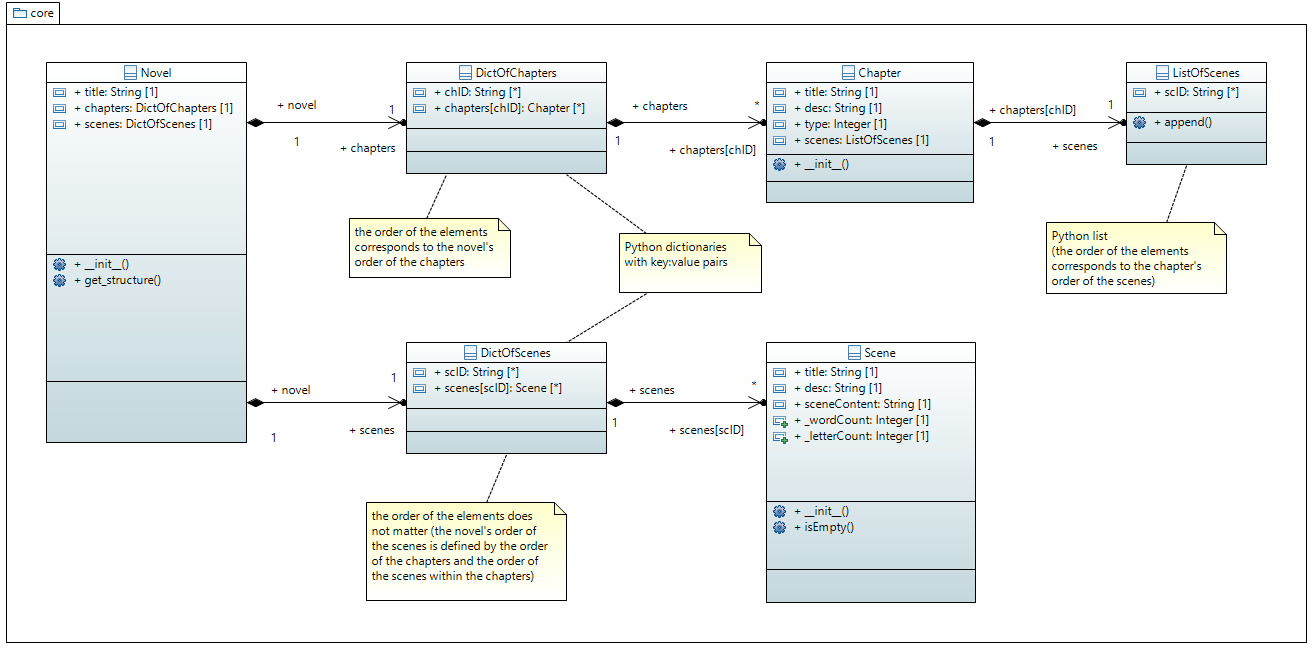 core
Novel
+ title: String [1]
+ chapters: DictOfChapters [1]
+ scenes: DictOfScenes [1]
+ __init__()
+ get_structure()
+ novel
1
1
+ chapters
DictOfChapters
+ chID: String [*]
+ chapters[chID]: Chapter [*]
+ chapters
*
1
+ chapters[chID]
Chapter
+ title: String [1]
+ desc: String [1]
+ type: Integer [1]
+ scenes: ListOfScenes [1]
+ __init__()
+ chapters[chID]
1
1
+ scenes
ListOfScenes
+ scID: String [*]
+ append()
the order of the elements
corresponds to the novel's
order of the chapters
Python dictionaries
with key:value pairs
Python list
(the order of the elements
corresponds to the chapter's
order of the scenes)
+ novel
1
1
+ scenes
DictOfScenes
+ scID: String [*]
+ scenes[scID]: Scene [*]
+ scenes
*
1
+ scenes[scID]
Scene
+ title: String [1]
+ desc: String [1]
+ sceneContent: String [1]
+ _wordCount: Integer [1]
+ _letterCount: Integer [1]
+ __init__()
+ isEmpty()
the order of the elements does
not matter (the novel's order of
the scenes is defined by the order
of the chapters and the order of
the scenes within the chapters)